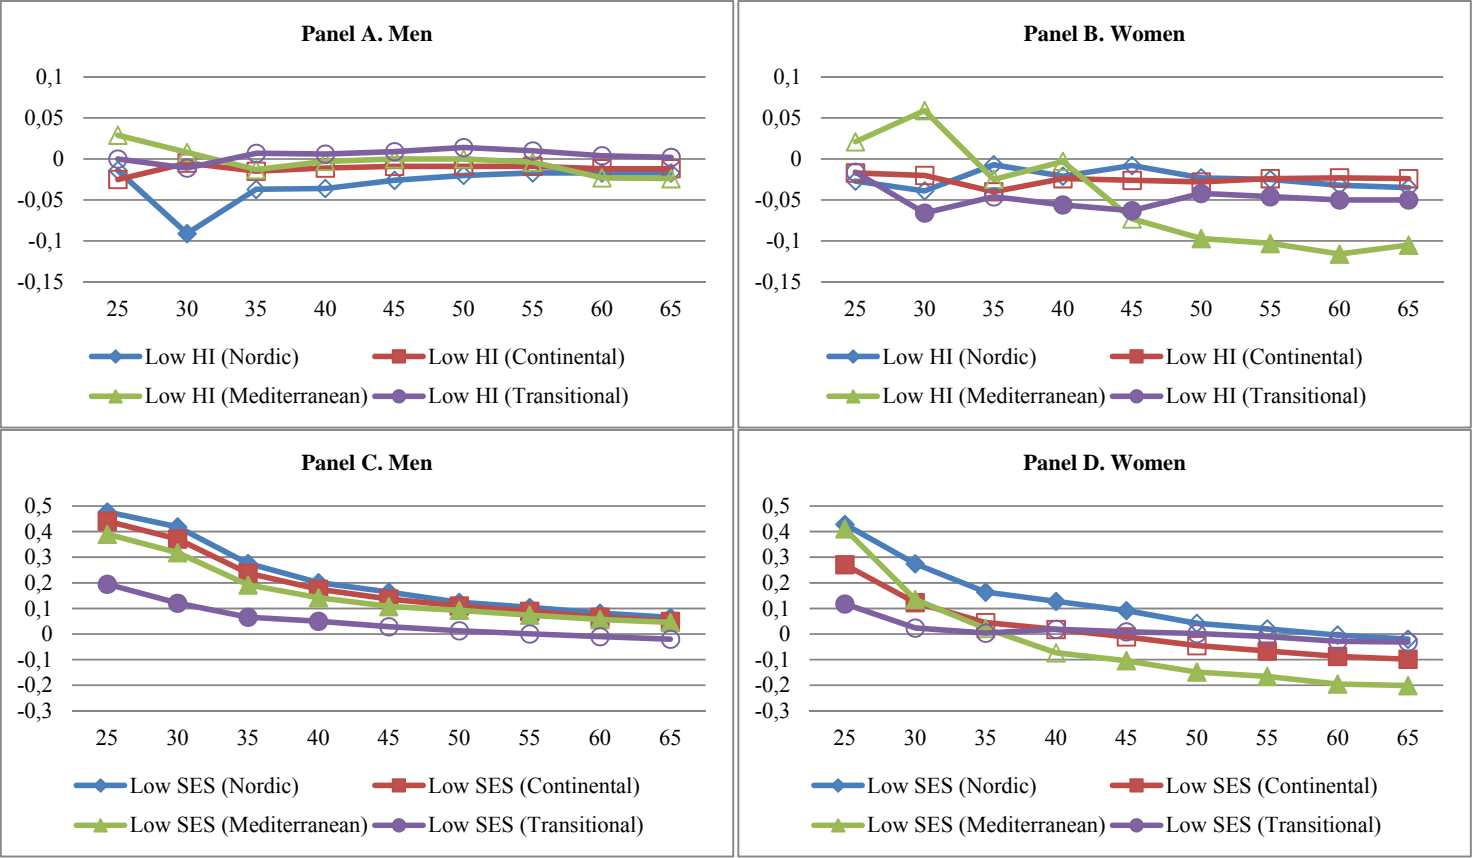 Panel A. Men
0,1
0,05
0
-0,05
-0,1
-0,15
25 30 35 40 45 50 55 60 65
Low HI (Nordic) Low HI (Continental)
Low HI (Mediterranean) Low HI (Transitional)
Panel B. Women
0,1
0,05
0
-0,05
-0,1
-0,15
25 30 35 40 45 50 55 60 65
Low HI (Nordic) Low HI (Continental)
Low HI (Mediterranean) Low HI (Transitional)
Panel C. Men
0,5
0,4
0,3
0,2
0,1
0
-0,1
-0,2
-0,3
25 30 35 40 45 50 55 60 65
Low SES (Nordic) Low SES (Continental)
Low SES (Mediterranean) Low SES (Transitional)
Panel D. Women
0,5
0,4
0,3
0,2
0,1
0
-0,1
-0,2
-0,3
25 30 35 40 45 50 55 60 65
Low SES (Nordic) Low SES (Continental)
Low SES (Mediterranean) Low SES (Transitional)